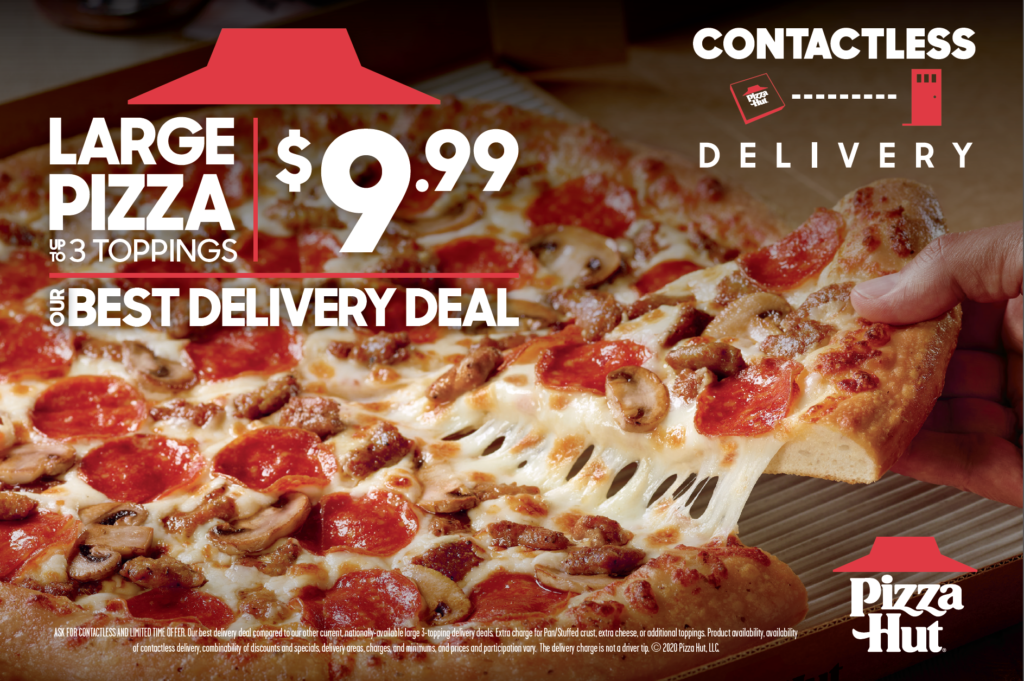 LARGE
PIZZA
UP TO 3 TOPPINGS
$9.99
OUR BEST DELIVERY DEAL
CONTACTLESS
Pizza
Hut
DELIVERY
Pizza
Hut
ASK FOR CONTACTLESS AND LIMITED TIME OFFER. Our best delivery deal compared to our other current, nationally-available large 3-topping delivery deals. Extra charge for Pan/Stuffed crust, extra cheese, or additional toppings. Product availability, availability
of contactless delivery, combinability of discounts and specials, delivery areas, charges, and minimums, and prices and participation vary. The delivery charge is not a driver tip. © 2020 Pizza Hut, LLC.